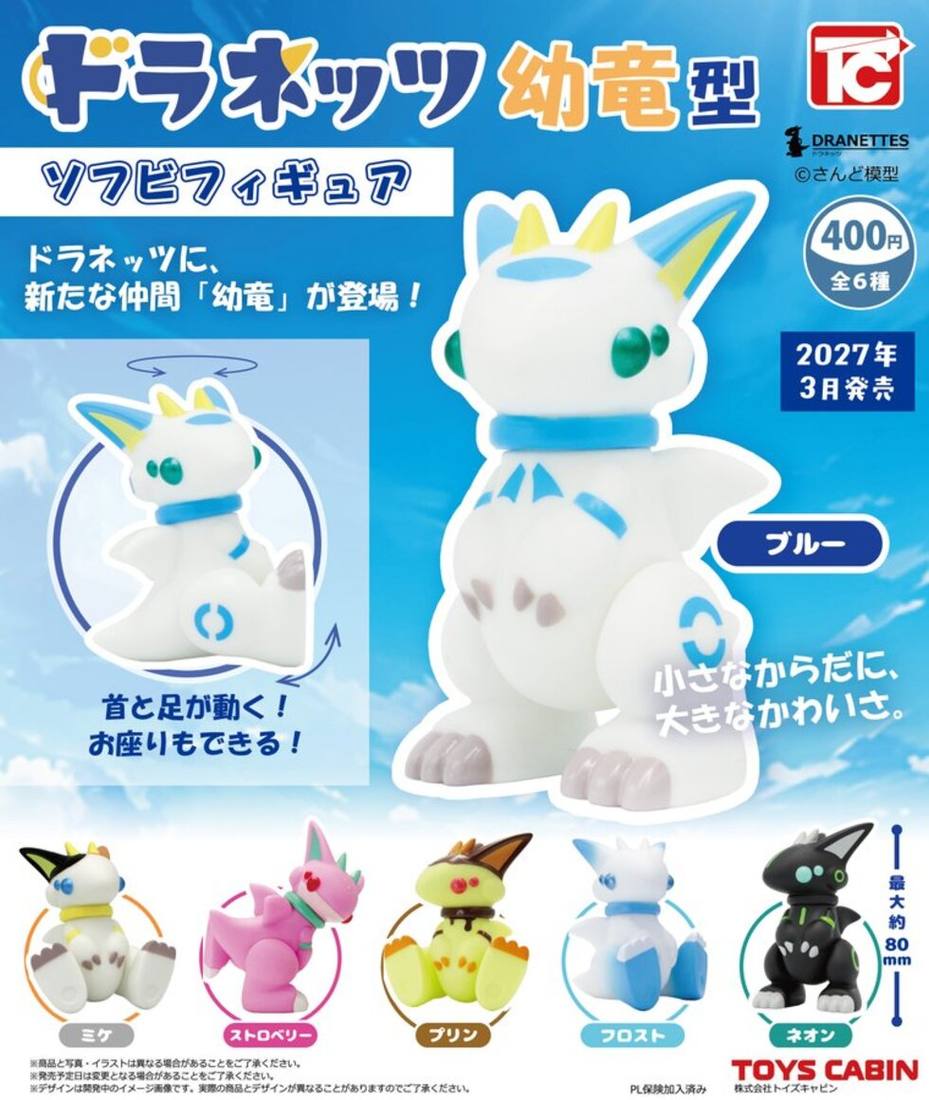 ドラネッツ 幼竜型
TC
DRANETTES
ドラネッツ
©さんど模型
ソフビフィギュア
400円
全6種
ドラネッツに、
新たな仲間「幼竜」が登場！
2027年
3月発売
ブルー
小さなからだに、
大きなかわいさ。
首と足が動く！
お座りもできる！
最大約
80mm
ミケ
ストロベリー
プリン
フロスト
ネオン
※商品と写真・イラストは異なる場合があることをご了承ください。
※発売予定日は変更となる場合があることをご了承ください。
※デザインは開発中のイメージ画像です。実際の商品とデザインが異なることがありますのでご了承ください。
PL保険加入済み
TOYS CABIN
株式会社トイズキャビン